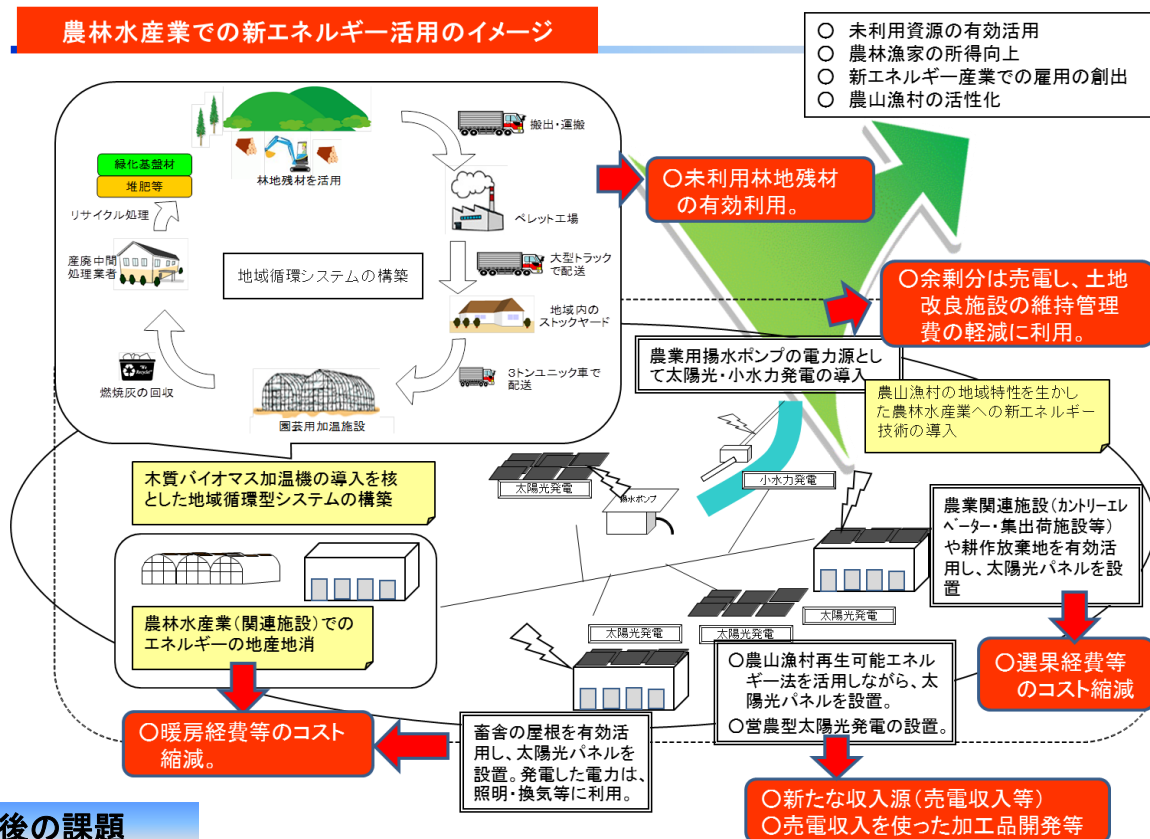 農林水産業での新エネルギー活用のイメージ
○ 未利用資源の有効活用
○ 農林漁家の所得向上
○ 新エネルギー産業での雇用の創出
○ 農山漁村の活性化
搬出・運搬
林地残材を活用
緑化基盤材
堆肥等
リサイクル処理
ペレット工場
産廃中間
処理業者
地域循環システムの構築
大型トラック
で配送
地域内の
ストックヤード
3トンユニック車で
配送
燃焼灰の回収
園芸用加温施設
○未利用林地残材
の有効利用。
○余剰分は売電し、土地
改良施設の維持管理
費の軽減に利用。
農業用揚水ポンプの電力源とし
て太陽光・小水力発電の導入
農山漁村の地域特性を生かし
た農林水産業への新エネルギー
技術の導入
木質バイオマス加温機の導入を核
とした地域循環型システムの構築
太陽光発電
揚水ポンプ
小水力発電
農業関連施設(カントリーエレ
ベーター・集出荷施設等)
や耕作放棄地を有効活
用し、太陽光パネルを設
置
太陽光発電
農林水産業(関連施設)での
エネルギーの地産地消
太陽光発電
太陽光発電
○農山漁村再生可能エネル
ギー法を活用しながら、太
陽光パネルを設置。
○営農型太陽光発電の設置。
○選果経費等
のコスト縮減
○暖房経費等のコスト
縮減。
畜舎の屋根を有効活
用し、太陽光パネルを
設置。発電した電力は、
照明・換気等に利用。
○新たな収入源(売電収入等)
○売電収入を使った加工品開発等
後の課題